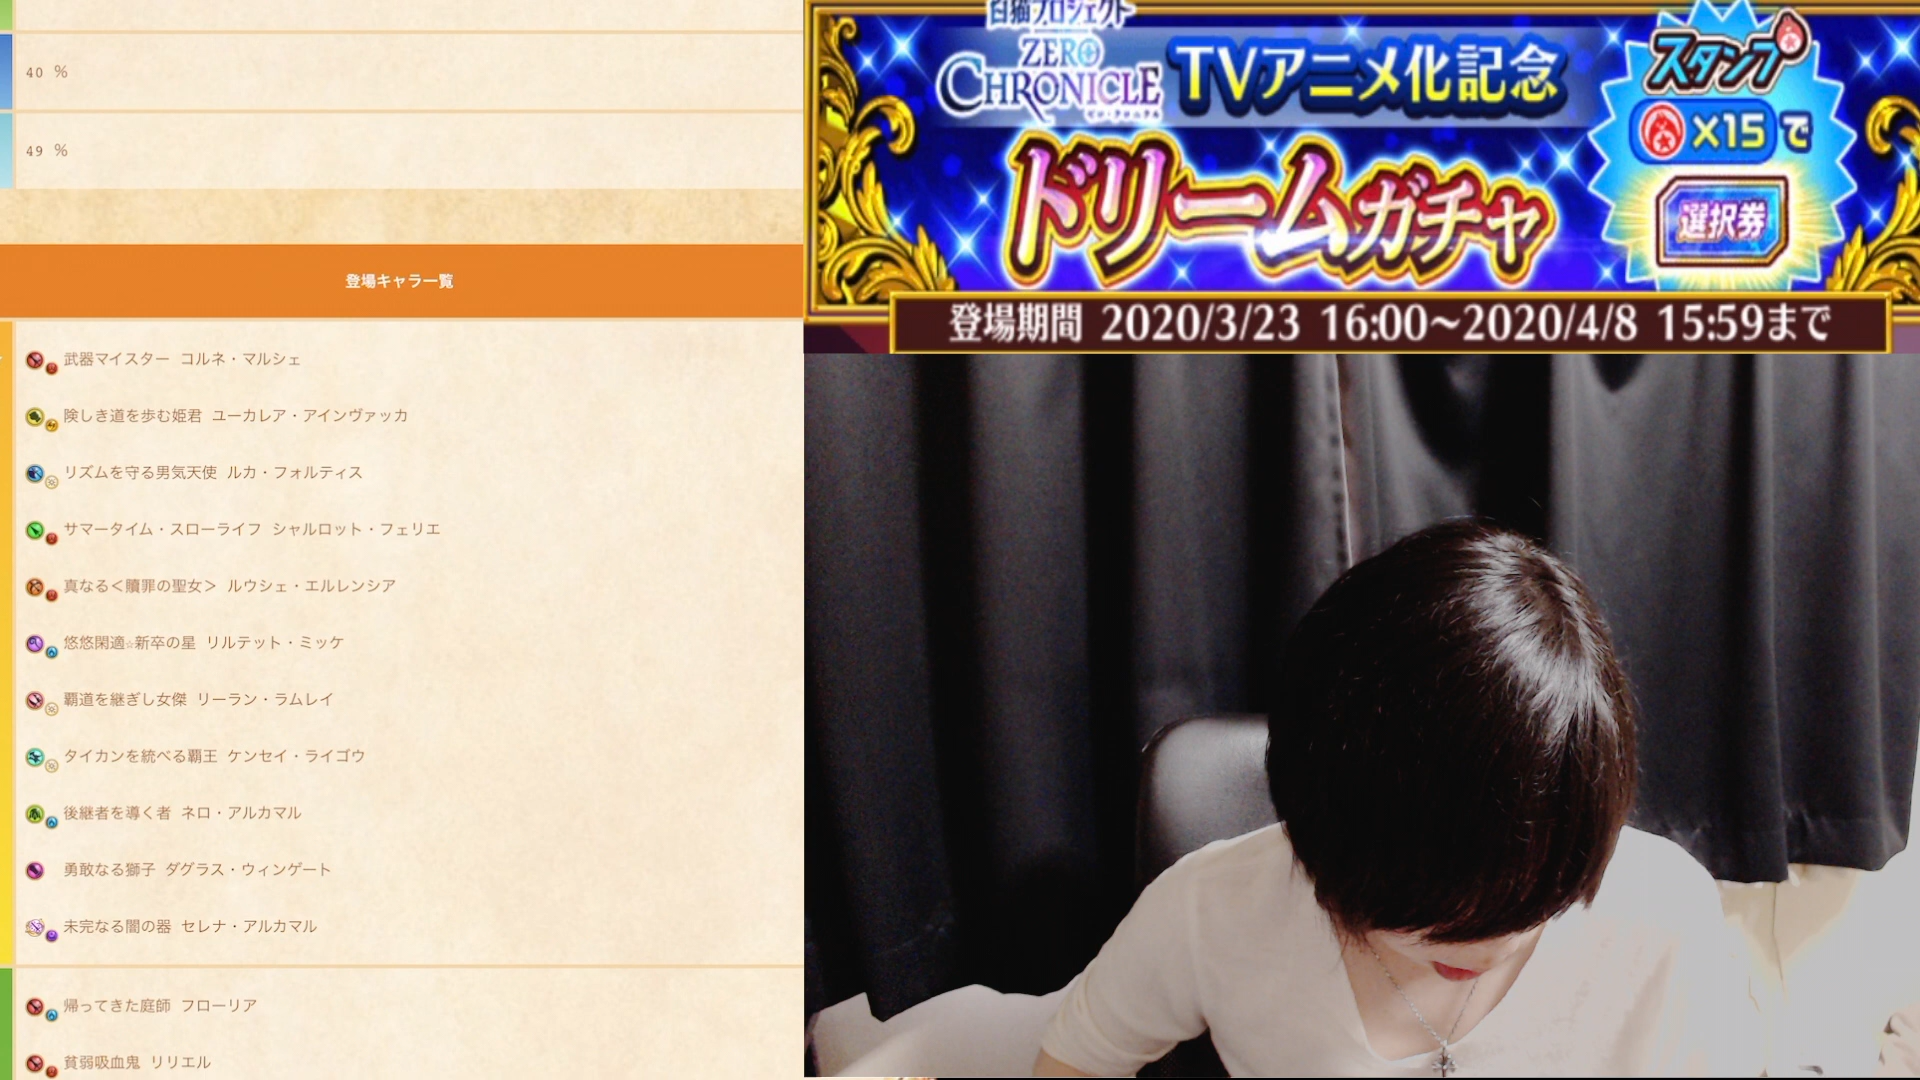 40 %
49 %
登場キャラ一覧
武器マイスター コルネ・マルシェ
険しき道を歩む姫君 ユーカレア・アインヴァッカ
リズムを守る男気天使 ルカ・フォルティス
サマータイム・スローライフ シャルロット・フェリエ
真なる＜贖罪の聖女＞ ルウシェ・エルレンシア
悠悠閑適☆新卒の星 リルテット・ミッケ
覇道を継ぎし女傑 リーラン・ラムレイ
タイカンを統べる覇王 ケンセイ・ライゴウ
後継者を導く者 ネロ・アルカマル
勇敢なる獅子 ダグラス・ウィンゲート
未完なる闇の器 セレナ・アルカマル
帰ってきた庭師 フローリア
貧弱吸血鬼 リリエル
白猫プロジェクト
ZERO
CHRONICLE
TVアニメ化記念
ドリームガチャ
スタンプ
×15で
選択券
登場期間 2020/3/23 16:00～2020/4/8 15:59まで